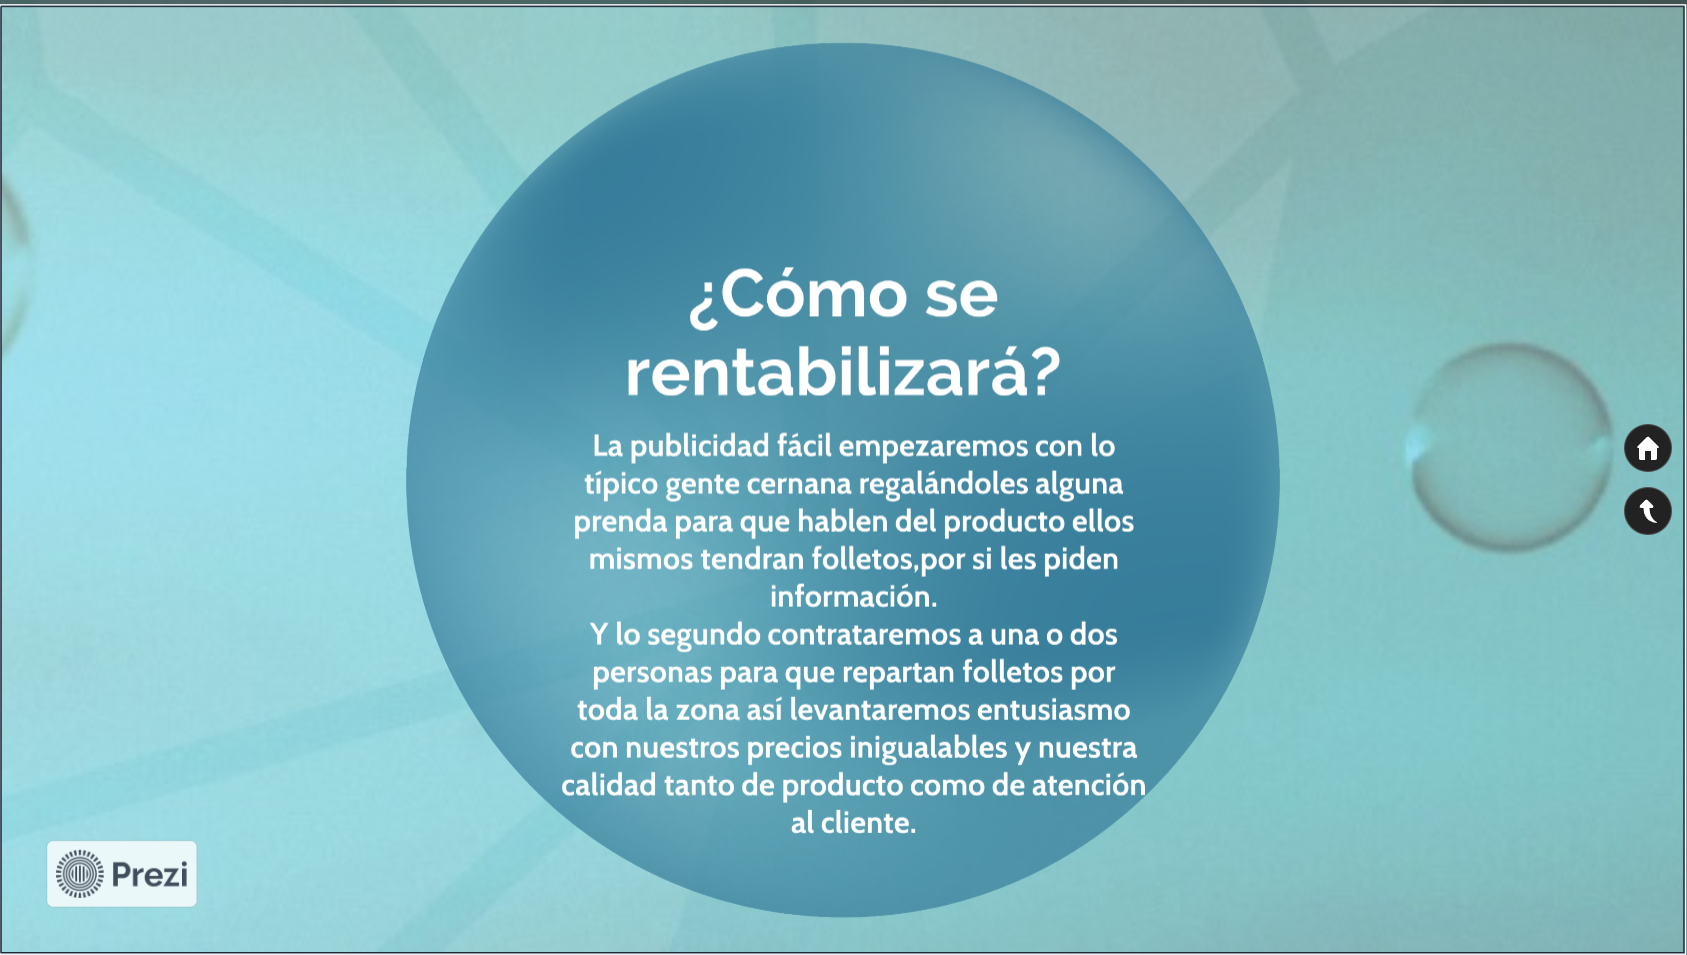 ¿Cómo se
rentabilizará?
La publicidad fácil empezaremos con lo
típico gente cernana regalándoles alguna
prenda para que hablen del producto ellos
mismos tendran folletos,por si les piden
información.
Y lo segundo contrataremos a una o dos
personas para que repartan folletos por
toda la zona así levantaremos entusiasmo
con nuestros precios inigualables y nuestra
calidad tanto de producto como de atención
al cliente.
Prezi